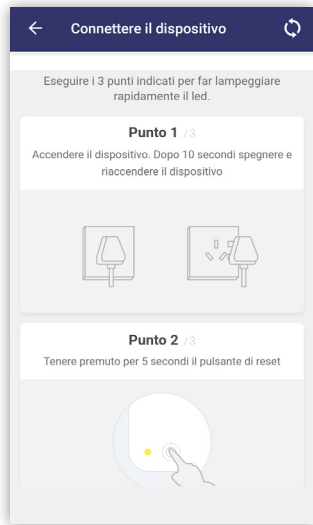 Connettere il dispositivo
Eseguire i 3 punti indicati per far lampeggiare
rapidamente il led.
Punto 1 /3
Accendere il dispositivo. Dopo 10 secondi spegnere e
riaccendere il dispositivo
Punto 2 /3
Tenere premuto per 5 secondi il pulsante di reset